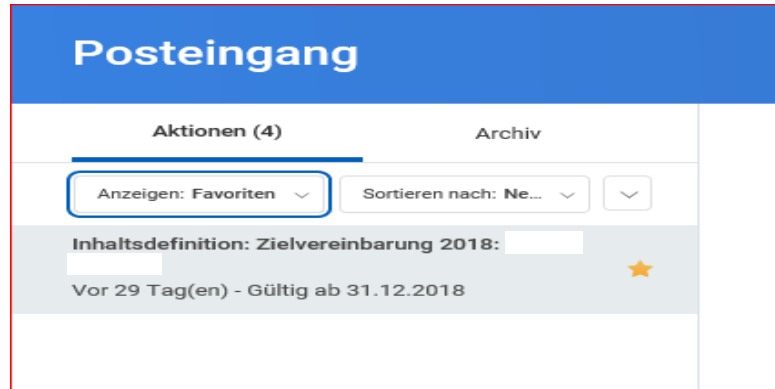 Posteingang
Aktionen (4) Archiv
Anzeigen: Favoriten Sortieren nach: Ne...
Inhaltsdefinition: Zielvereinbarung 2018:
Vor 29 Tag(en) - Gültig ab 31.12.2018